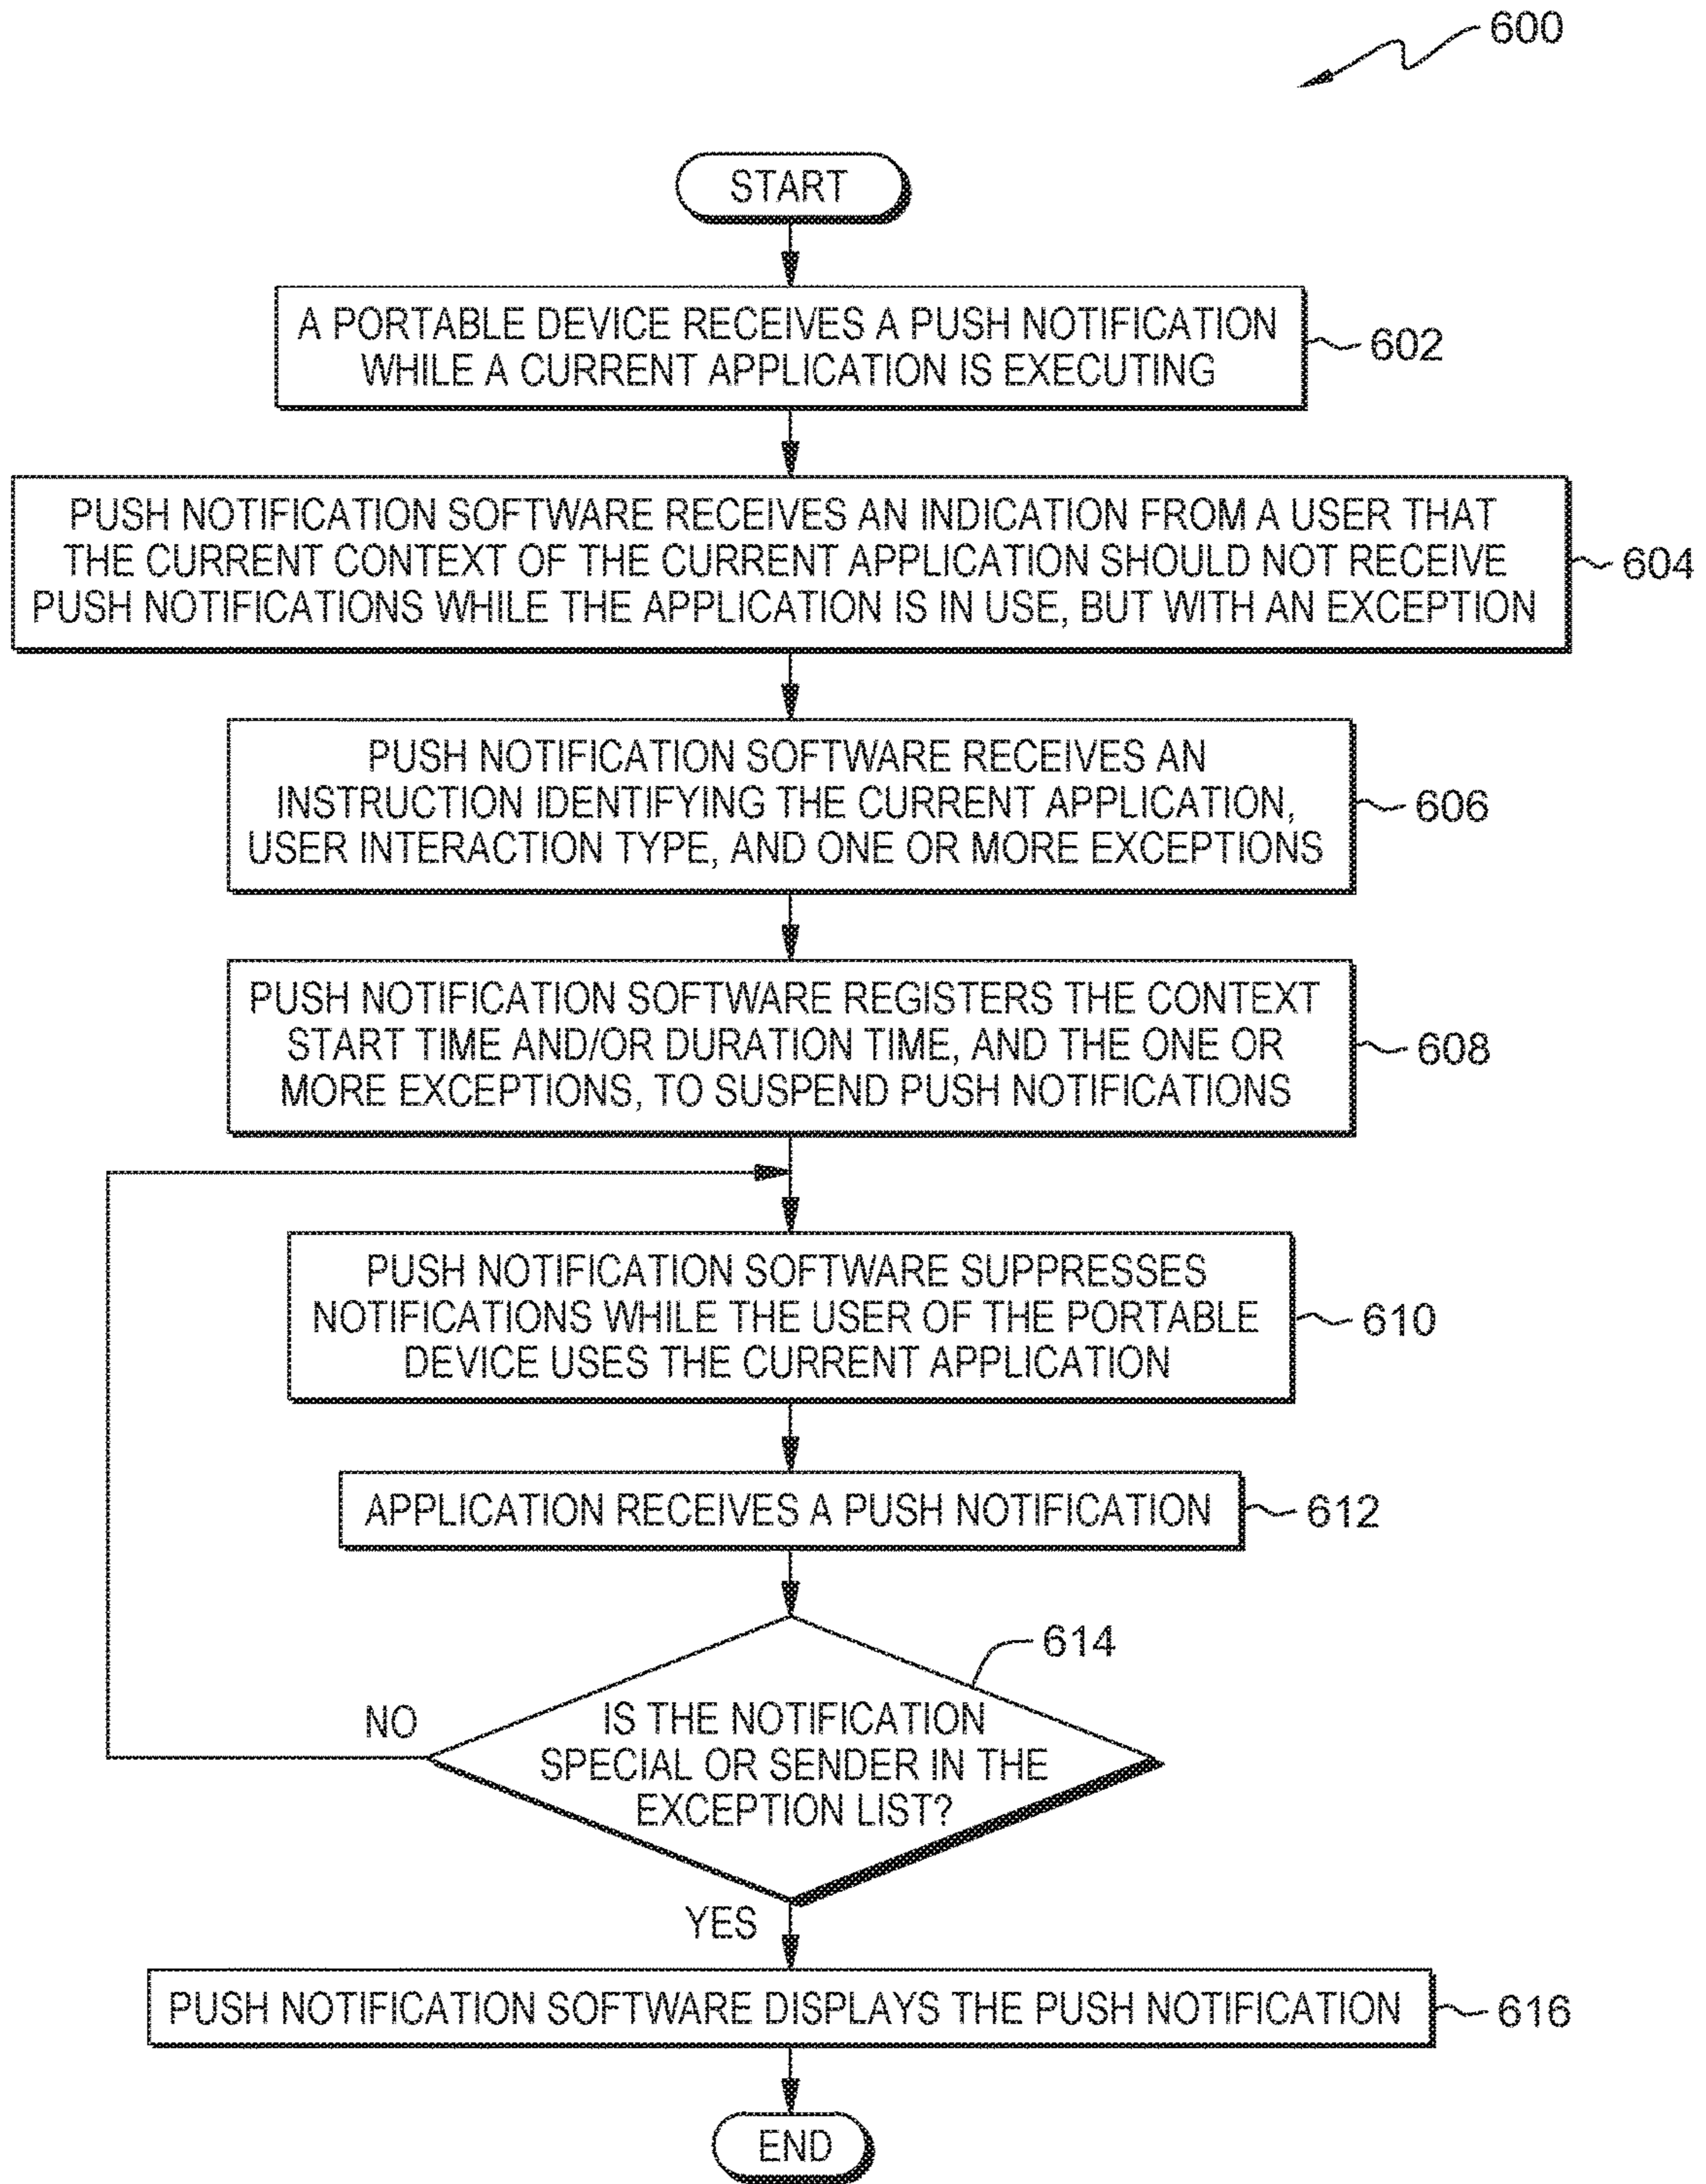 600
START
A PORTABLE DEVICE RECEIVES A PUSH NOTIFICATION
WHILE A CURRENT APPLICATION IS EXECUTING
602
PUSH NOTIFICATION SOFTWARE RECEIVES AN INDICATION FROM A USER THAT
THE CURRENT CONTEXT OF THE CURRENT APPLICATION SHOULD NOT RECEIVE
PUSH NOTIFICATIONS WHILE THE APPLICATION IS IN USE, BUT WITH AN EXCEPTION
604
PUSH NOTIFICATION SOFTWARE RECEIVES AN
INSTRUCTION IDENTIFYING THE CURRENT APPLICATION,
USER INTERACTION TYPE, AND ONE OR MORE EXCEPTIONS
606
PUSH NOTIFICATION SOFTWARE REGISTERS THE CONTEXT
START TIME AND/OR DURATION TIME, AND THE ONE OR
MORE EXCEPTIONS, TO SUSPEND PUSH NOTIFICATIONS
608
PUSH NOTIFICATION SOFTWARE SUPPRESSES
NOTIFICATIONS WHILE THE USER OF THE PORTABLE
DEVICE USES THE CURRENT APPLICATION
610
APPLICATION RECEIVES A PUSH NOTIFICATION
612
614
NO
IS THE NOTIFICATION
SPECIAL OR SENDER IN THE
EXCEPTION LIST?
YES
PUSH NOTIFICATION SOFTWARE DISPLAYS THE PUSH NOTIFICATION
616
END